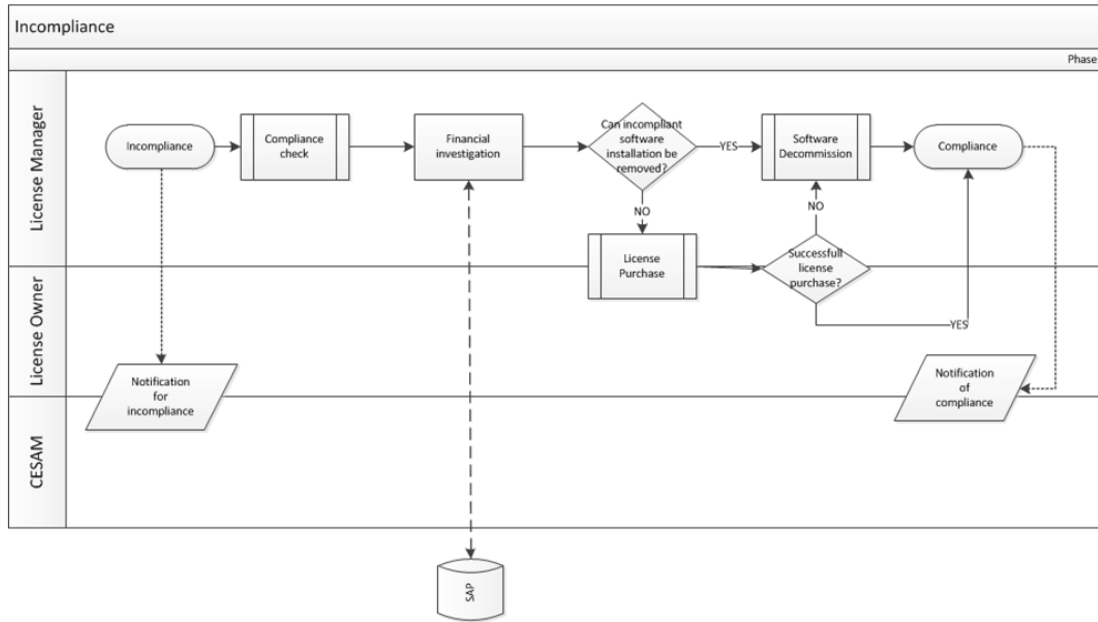 Incompliance
Phase
License Manager
Incompliance
Compliance
check
Financial
investigation
Can incompliant
software
installation be
removed?
YES
Software
Decommission
Compliance
NO
NO
License
Purchase
Successfull
license
purchase?
YES
License Owner
Notification
for
incompliance
Notification
of
compliance
CESAM
SAP